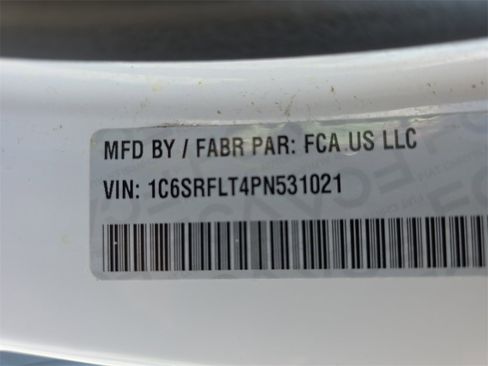 MFD BY / FABR PAR: FCA US LLC
VIN: 1C6SRFLT4PN531021